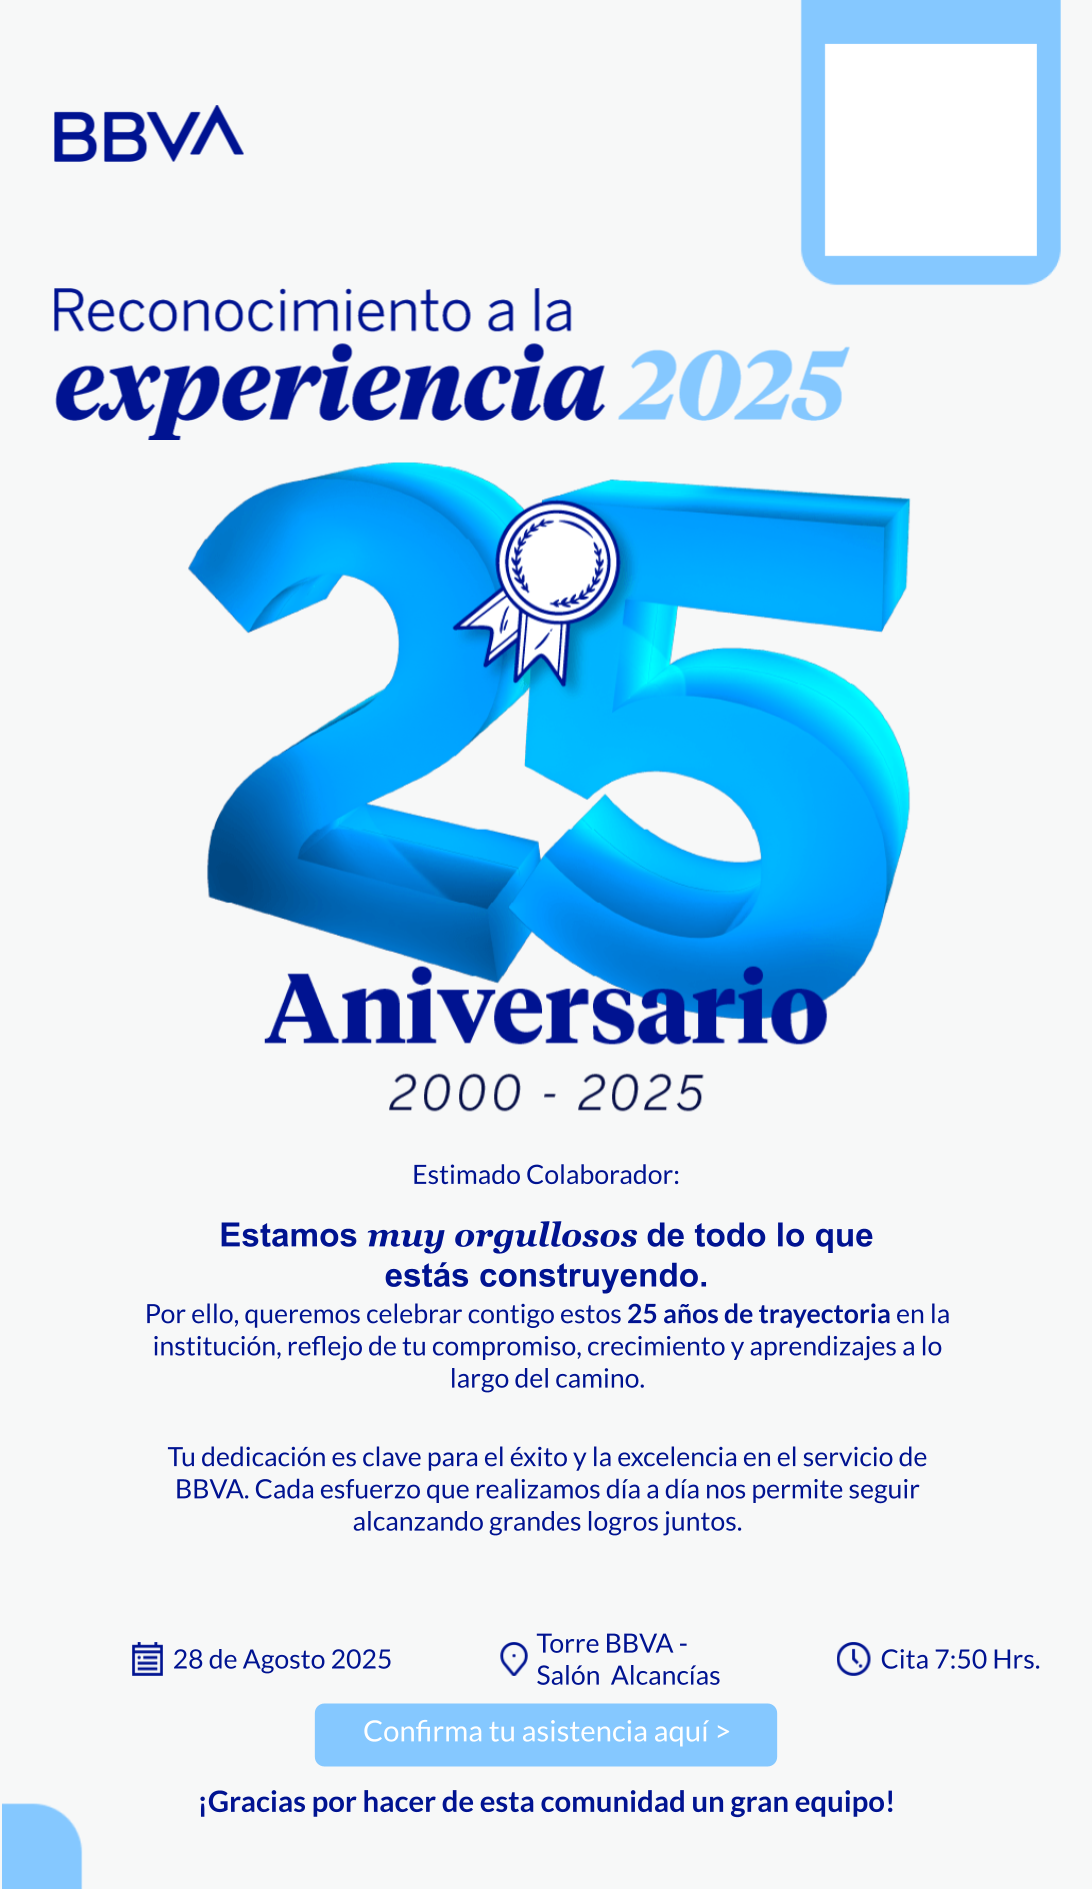 BBVA
Reconocimiento a la
experiencia 2025
25
Aniversario
2000 - 2025
Estimado Colaborador:
Estamos muy orgullosos de todo lo que
estás construyendo.
Por ello, queremos celebrar contigo estos 25 años de trayectoria en la
institución, reflejo de tu compromiso, crecimiento y aprendizajes a lo
largo del camino.
Tu dedicación es clave para el éxito y la excelencia en el servicio de
BBVA. Cada esfuerzo que realizamos día a día nos permite seguir
alcanzando grandes logros juntos.
28 de Agosto 2025
Torre BBVA -
Salón Alcancías
Cita 7:50 Hrs.
Confirma tu asistencia aquí >
¡Gracias por hacer de esta comunidad un gran equipo!